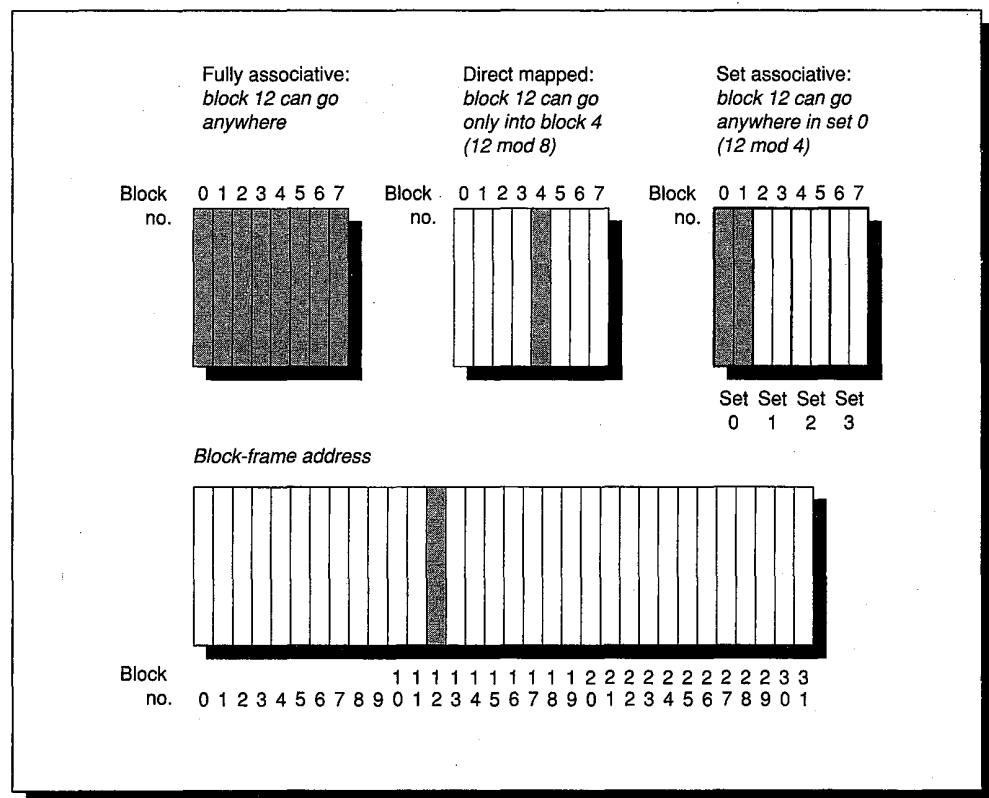 Fully associative:
block 12 can go
anywhere
Direct mapped:
block 12 can go
only into block 4
(12 mod 8)
Set associative:
block 12 can go
anywhere in set 0
(12 mod 4)
Block
no.
0 1 2 3 4 5 6 7
Block
no.
0 1 2 3 4 5 6 7
Block
no.
0 1 2 3 4 5 6 7
Set Set Set Set
0 1 2 3
Block-frame address
Block
no.
1 1 1 1 1 1 1 1 1 1 2 2 2 2 2 2 2 2 2 2 3 3
0 1 2 3 4 5 6 7 8 9 0 1 2 3 4 5 6 7 8 9 0 1 2 3 4 5 6 7 8 9 0 1